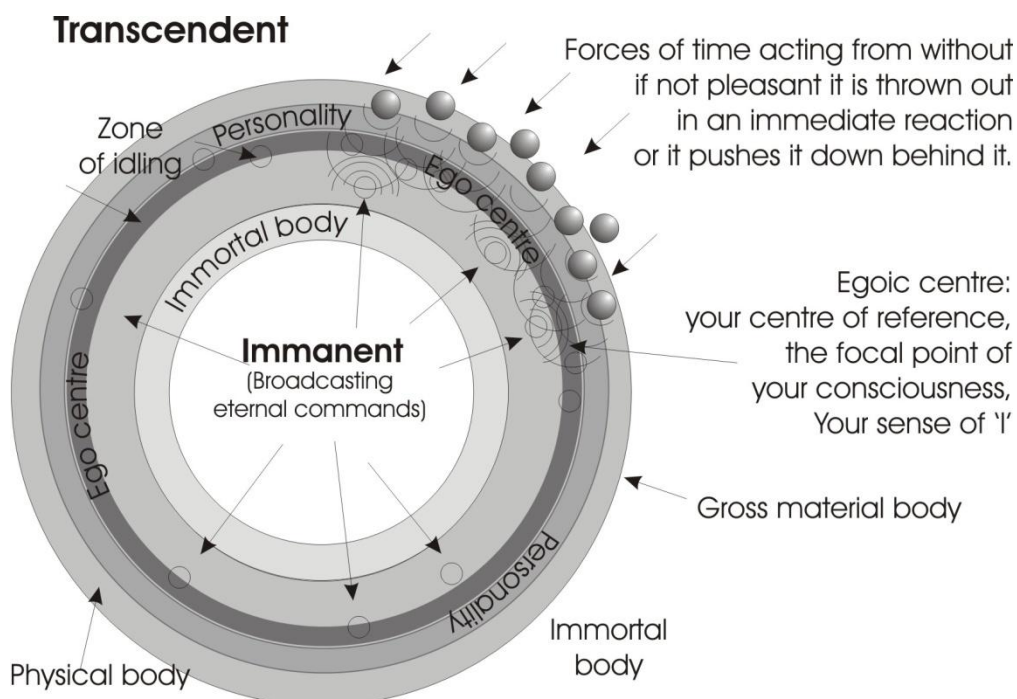 Transcendent
Forces of time acting from without
if not pleasant it is thrown out
in an immediate reaction
or it pushes it down behind it.
Zone
of idling
Personality
Ego centre
Immortal body
Immanent
(Broadcasting
eternal commands)
Egoic centre:
your centre of reference,
the focal point of
your consciousness,
Your sense of 'I'
Ego centre
Gross material body
Personality
Immortal
body
Physical body